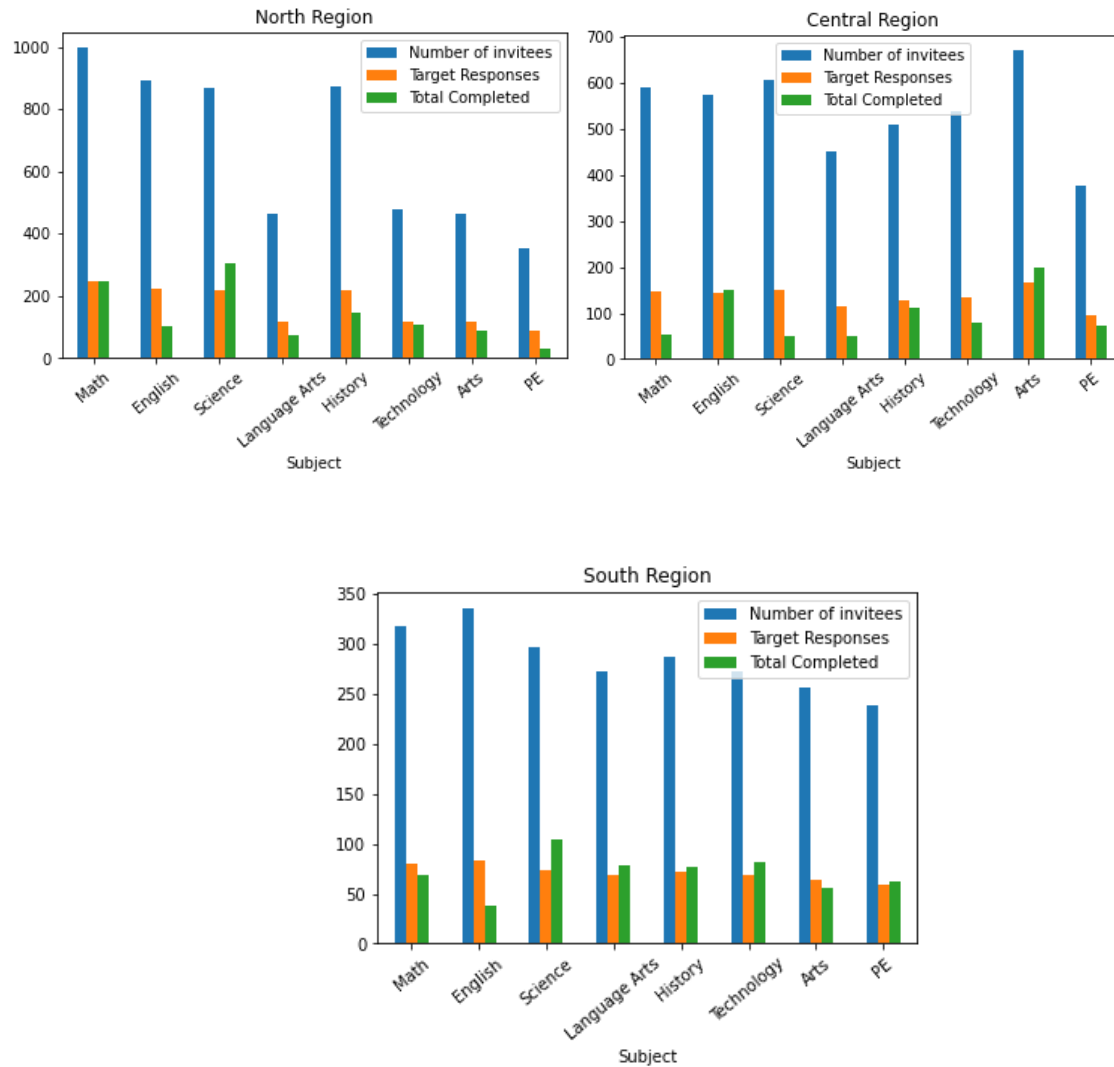 North Region
1000
800
600
400
200
0
Number of invitees
Target Responses
Total Completed
Math
English
Science
Language Arts
History
Technology
Arts
PE
Subject
Central Region
700
600
500
400
300
200
100
0
Number of invitees
Target Responses
Total Completed
Math
English
Science
Language Arts
History
Technology
Arts
PE
Subject
South Region
350
300
250
200
150
100
50
0
Number of invitees
Target Responses
Total Completed
Math
English
Science
Language Arts
History
Technology
Arts
PE
Subject